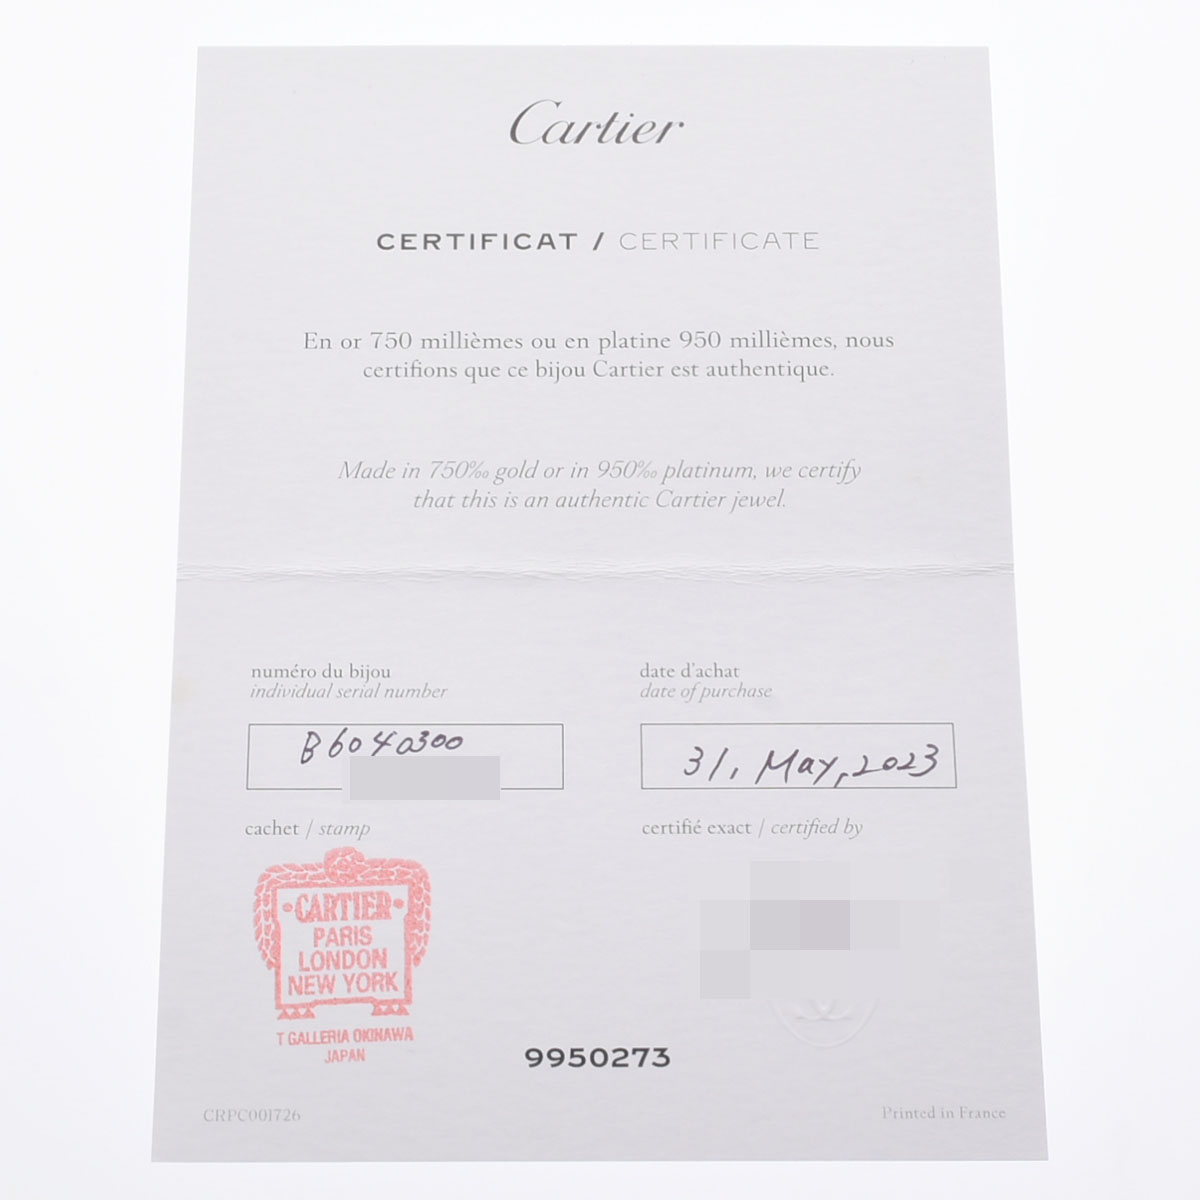 Cartier
CERTIFICAT / CERTIFICATE
En or 750 millièmes ou en platine 950 millièmes, nous
certifions que ce bijou Cartier est authentique.
Made in 750‰ gold or in 950‰ platinum, we certify
that this is an authentic Cartier jewel.
numéro du bijou
individual serial number
B6040300
date d'achat
date of purchase
31, May, 2023
cachet / stamp
CARTIER
PARIS
LONDON
NEW YORK
T GALLERIA OKINAWA
JAPAN
certifié exact / certified by
9950273
CRPC001726
Printed in France